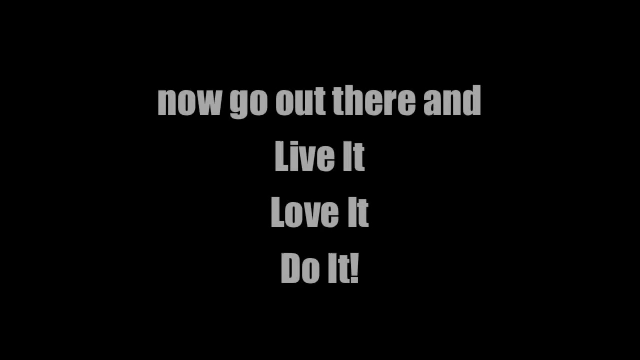 now go out there and
Live It
Love It
Do It!